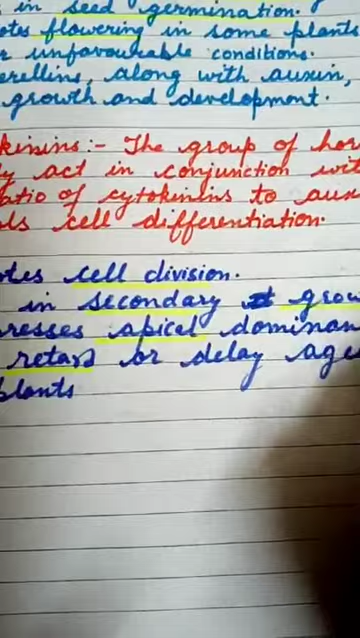 in seed germination.
otes flowering in some plants
r unfavourable conditions.
erellins, along with auxin,
growth and development.
kinins:- The group of hor
y act in conjunction wit
atio of cytokinins to aux
ls cell differentiation.
otes cell division.
in secondary grow
presses apical dominan
retard or delay age
plants